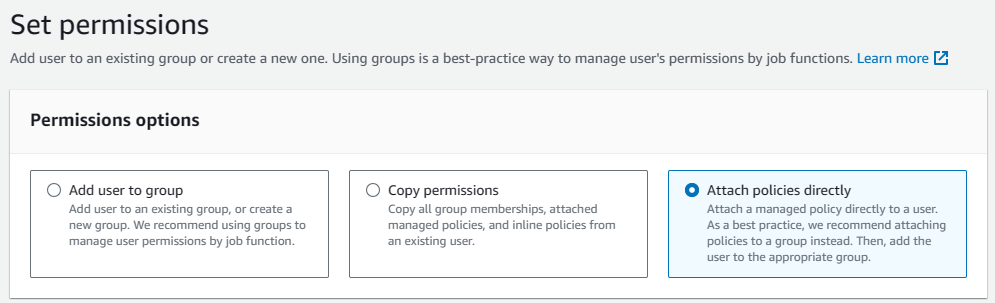 Set permissions
Add user to an existing group or create a new one. Using groups is a best-practice way to manage user's permissions by job functions. Learn more
Permissions options
Add user to group
Add user to an existing group, or create a
new group. We recommend using groups to
manage user permissions by job function.
Copy permissions
Copy all group memberships, attached
managed policies, and inline policies from
an existing user.
Attach policies directly
Attach a managed policy directly to a user.
As a best practice, we recommend attaching
policies to a group instead. Then, add the
user to the appropriate group.